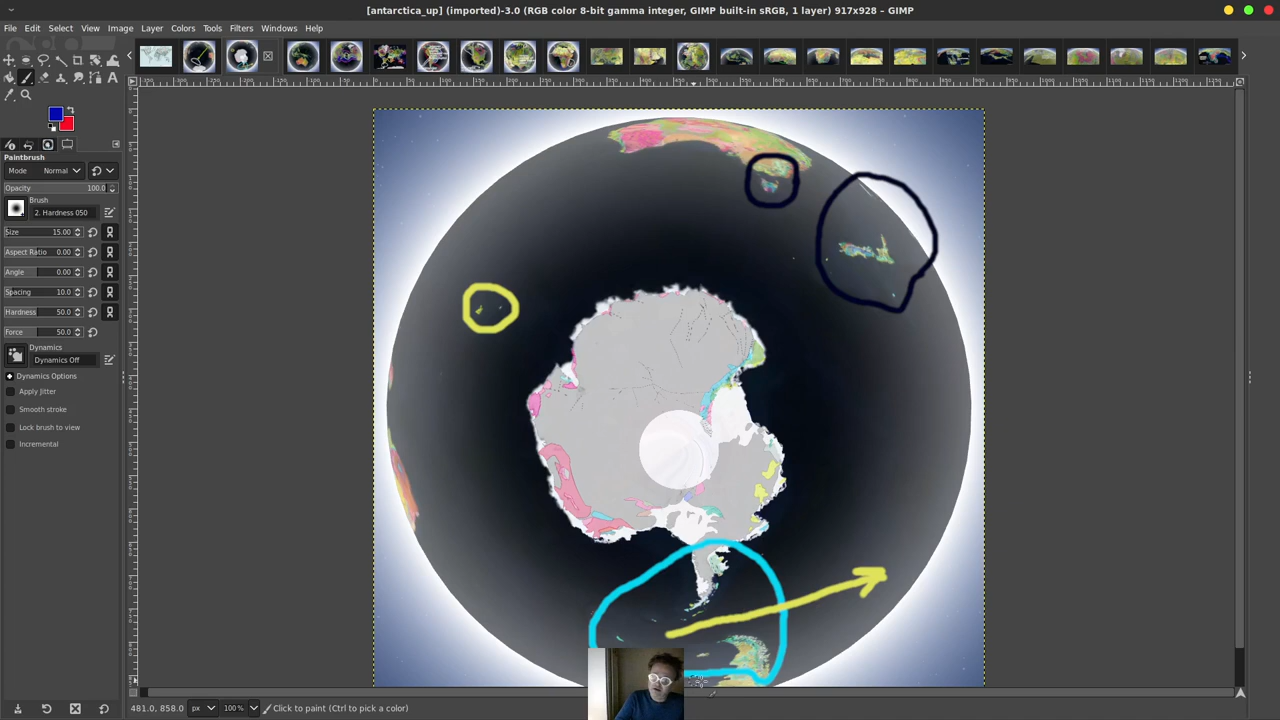 [antarctica_up] (imported)-3.0 (RGB color 8-bit gamma integer, GIMP built-in sRGB, 1 layer) 917x928 – GIMP
File Edit Select View Image Layer Colors Tools Filters Windows Help
Paintbrush
Mode Normal
Opacity 100.0
Brush
2. Hardness 050
Size 15.00
Aspect Ratio 0.00
Angle 0.00
Spacing 10.0
Hardness 50.0
Force 50.0
Dynamics
Dynamics Off
Dynamics Options
Apply Jitter
Smooth stroke
Lock brush to view
Incremental
481.0, 858.0 px 100% Click to paint (Ctrl to pick a color)